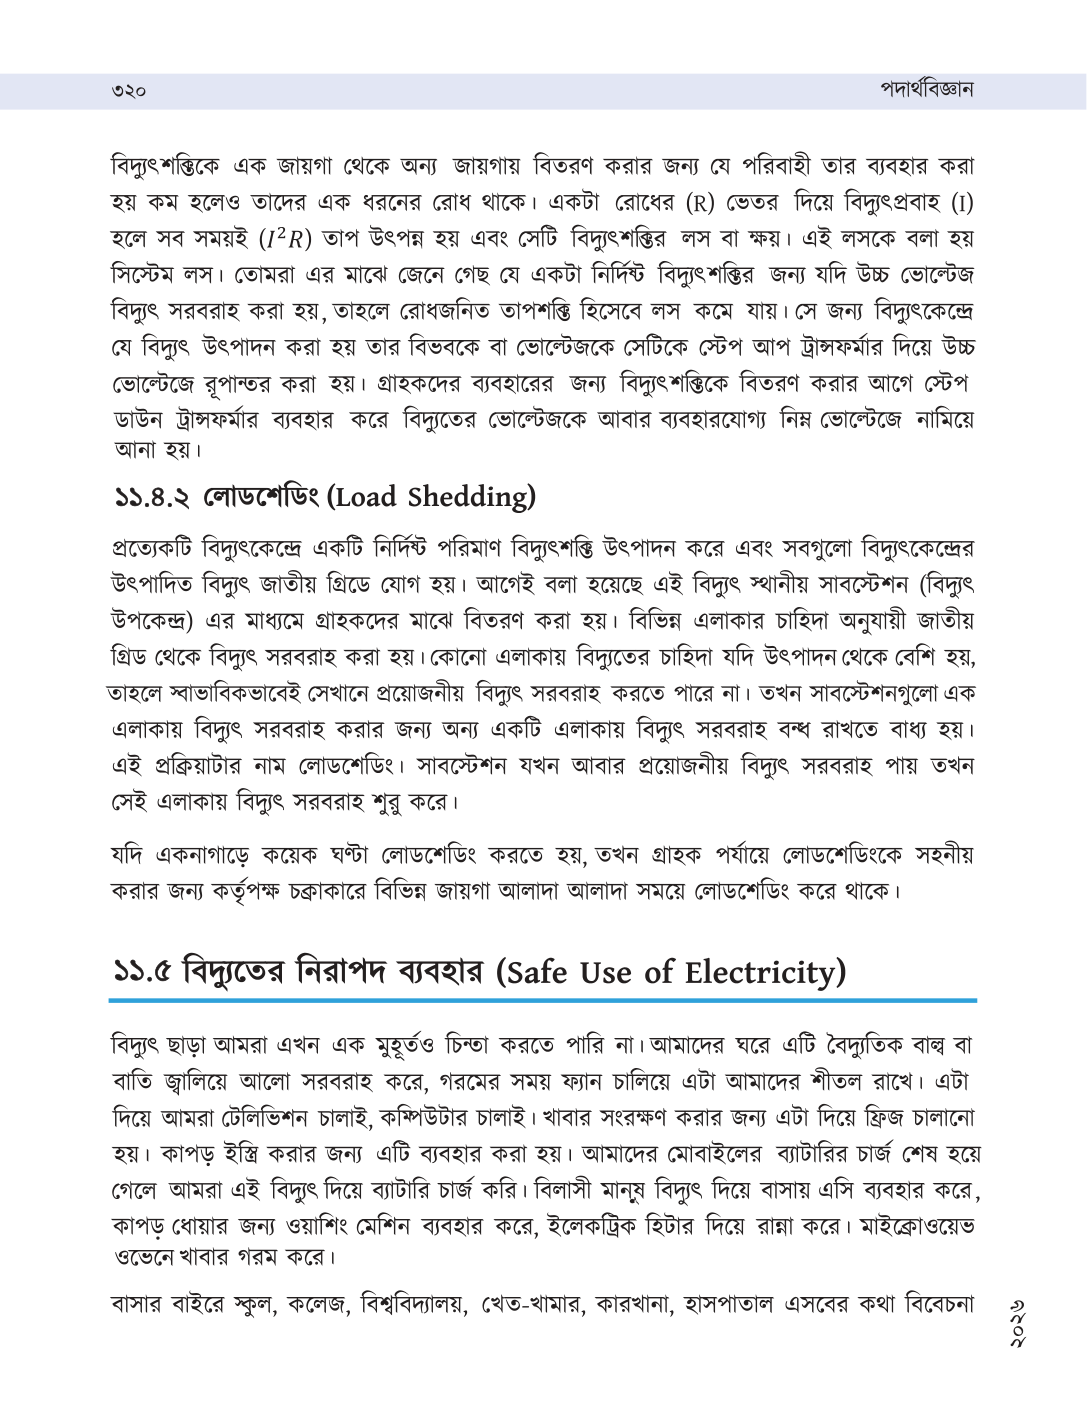 ৩২০
পদার্থবিজ্ঞান
বিদ্যুৎশক্তিকে এক জায়গা থেকে অন্য জায়গায় বিতরণ করার জন্য যে পরিবাহী তার ব্যবহার করা
হয় কম হলেও তাদের এক ধরনের রোধ থাকে। একটা রোধের (R) ভেতর দিয়ে বিদ্যুৎপ্রবাহ (I)
হলে সব সময়ই (I²R) তাপ উৎপন্ন হয় এবং সেটি বিদ্যুৎশক্তির লস বা ক্ষয়। এই লসকে বলা হয়
সিস্টেম লস। তোমরা এর মাঝে জেনে গেছ যে একটা নির্দিষ্ট বিদ্যুৎশক্তির জন্য যদি উচ্চ ভোল্টেজ
বিদ্যুৎ সরবরাহ করা হয়, তাহলে রোধজনিত তাপশক্তি হিসেবে লস কমে যায়। সে জন্য বিদ্যুৎকেন্দ্রে
যে বিদ্যুৎ উৎপাদন করা হয় তার বিভবকে বা ভোল্টেজকে সেটিকে স্টেপ আপ ট্রান্সফর্মার দিয়ে উচ্চ
ভোল্টেজে রূপান্তর করা হয়। গ্রাহকদের ব্যবহারের জন্য বিদ্যুৎশক্তিকে বিতরণ করার আগে স্টেপ
ডাউন ট্রান্সফর্মার ব্যবহার করে বিদ্যুতের ভোল্টেজকে আবার ব্যবহারযোগ্য নিম্ন ভোল্টেজে নামিয়ে
আনা হয়।
১১.৪.২ লোডশেডিং (Load Shedding)
প্রত্যেকটি বিদ্যুৎকেন্দ্রে একটি নির্দিষ্ট পরিমাণ বিদ্যুৎশক্তি উৎপাদন করে এবং সবগুলো বিদ্যুৎকেন্দ্রের
উৎপাদিত বিদ্যুৎ জাতীয় গ্রিডে যোগ হয়। আগেই বলা হয়েছে এই বিদ্যুৎ স্থানীয় সাবস্টেশন (বিদ্যুৎ
উপকেন্দ্র) এর মাধ্যমে গ্রাহকদের মাঝে বিতরণ করা হয়। বিভিন্ন এলাকার চাহিদা অনুযায়ী জাতীয়
গ্রিড থেকে বিদ্যুৎ সরবরাহ করা হয়। কোনো এলাকায় বিদ্যুতের চাহিদা যদি উৎপাদন থেকে বেশি হয়,
তাহলে স্বাভাবিকভাবেই সেখানে প্রয়োজনীয় বিদ্যুৎ সরবরাহ করতে পারে না। তখন সাবস্টেশনগুলো এক
এলাকায় বিদ্যুৎ সরবরাহ করার জন্য অন্য একটি এলাকায় বিদ্যুৎ সরবরাহ বন্ধ রাখতে বাধ্য হয়।
এই প্রক্রিয়াটার নাম লোডশেডিং। সাবস্টেশন যখন আবার প্রয়োজনীয় বিদ্যুৎ সরবরাহ পায় তখন
সেই এলাকায় বিদ্যুৎ সরবরাহ শুরু করে।
যদি একনাগাড়ে কয়েক ঘণ্টা লোডশেডিং করতে হয়, তখন গ্রাহক পর্যায়ে লোডশেডিংকে সহনীয়
করার জন্য কর্তৃপক্ষ চক্রাকারে বিভিন্ন জায়গা আলাদা আলাদা সময়ে লোডশেডিং করে থাকে।
১১.৫ বিদ্যুতের নিরাপদ ব্যবহার (Safe Use of Electricity)
বিদ্যুৎ ছাড়া আমরা এখন এক মুহূর্তও চিন্তা করতে পারি না। আমাদের ঘরে এটি বৈদ্যুতিক বাল্ব বা
বাতি জ্বালিয়ে আলো সরবরাহ করে, গরমের সময় ফ্যান চালিয়ে এটা আমাদের শীতল রাখে। এটা
দিয়ে আমরা টেলিভিশন চালাই, কম্পিউটার চালাই। খাবার সংরক্ষণ করার জন্য এটা দিয়ে ফ্রিজ চালানো
হয়। কাপড় ইস্ত্রি করার জন্য এটি ব্যবহার করা হয়। আমাদের মোবাইলের ব্যাটারির চার্জ শেষ হয়ে
গেলে আমরা এই বিদ্যুৎ দিয়ে ব্যাটারি চার্জ করি। বিলাসী মানুষ বিদ্যুৎ দিয়ে বাসায় এসি ব্যবহার করে,
কাপড় ধোয়ার জন্য ওয়াশিং মেশিন ব্যবহার করে, ইলেকট্রিক হিটার দিয়ে রান্না করে। মাইক্রোওয়েভ
ওভেনে খাবার গরম করে।
বাসার বাইরে স্কুল, কলেজ, বিশ্ববিদ্যালয়, খেত-খামার, কারখানা, হাসপাতাল এসবের কথা বিবেচনা
২০২৬